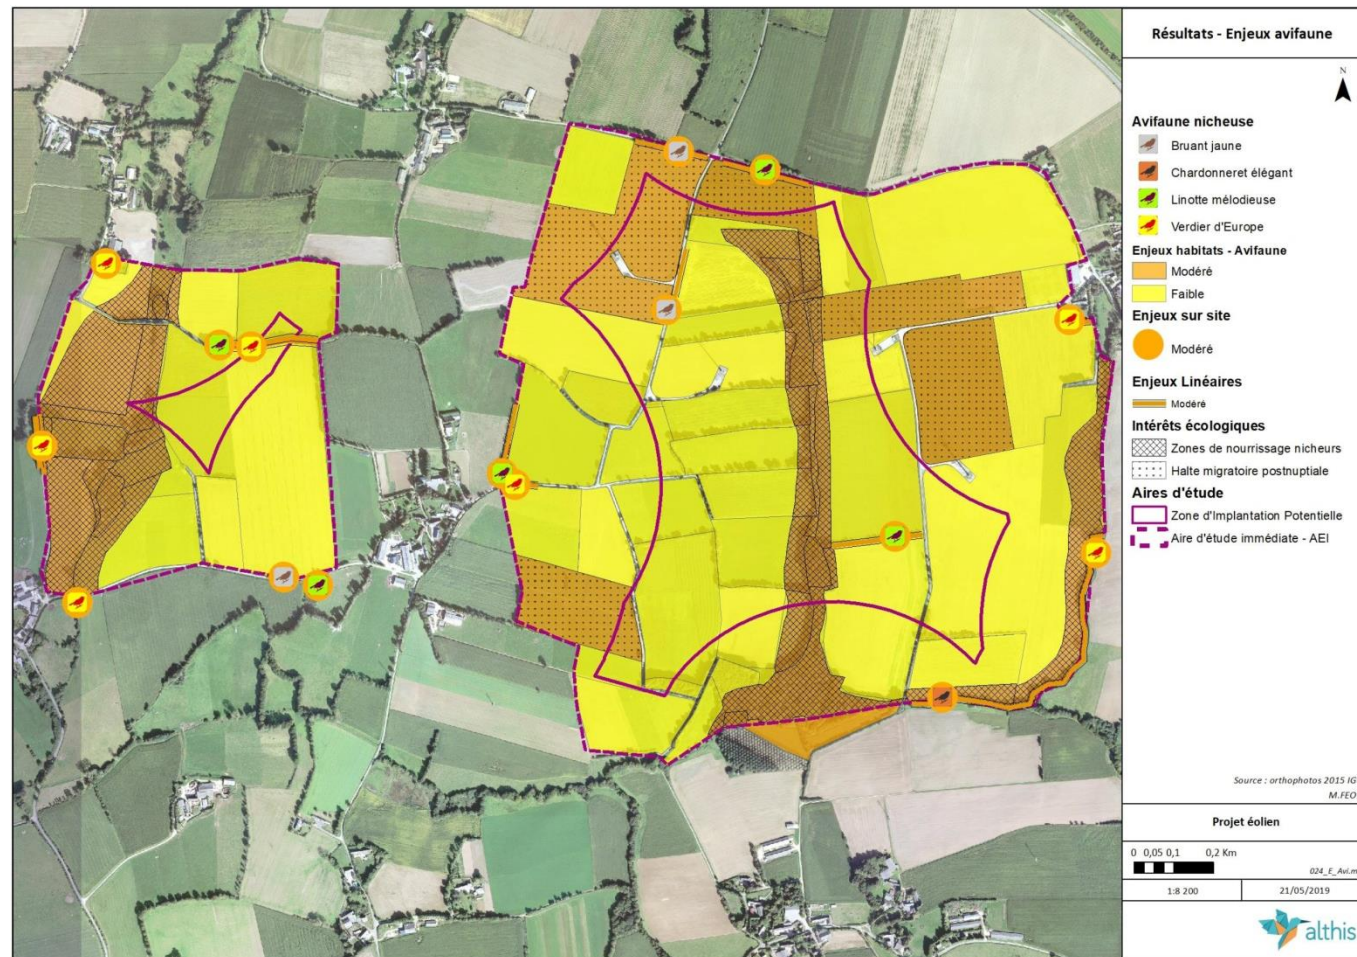 Résultats - Enjeux avifaune
N
Avifaune nicheuse
Bruant jaune
Chardonneret élégant
Linotte mélodieuse
Verdier d'Europe
Enjeux habitats - Avifaune
Modéré
Faible
Enjeux sur site
Modéré
Enjeux Linéaires
Modéré
Intérêts écologiques
Zones de nourrissage nicheurs
Halte migratoire postnuptiale
Aires d'étude
Zone d'Implantation Potentielle
Aire d'étude immédiate - AEI
Source : orthophotos 2015 IG
M.FEO
Projet éolien
0 0,05 0,1 0,2 Km
024_E_Avi.m
1:8 200
21/05/2019
althis